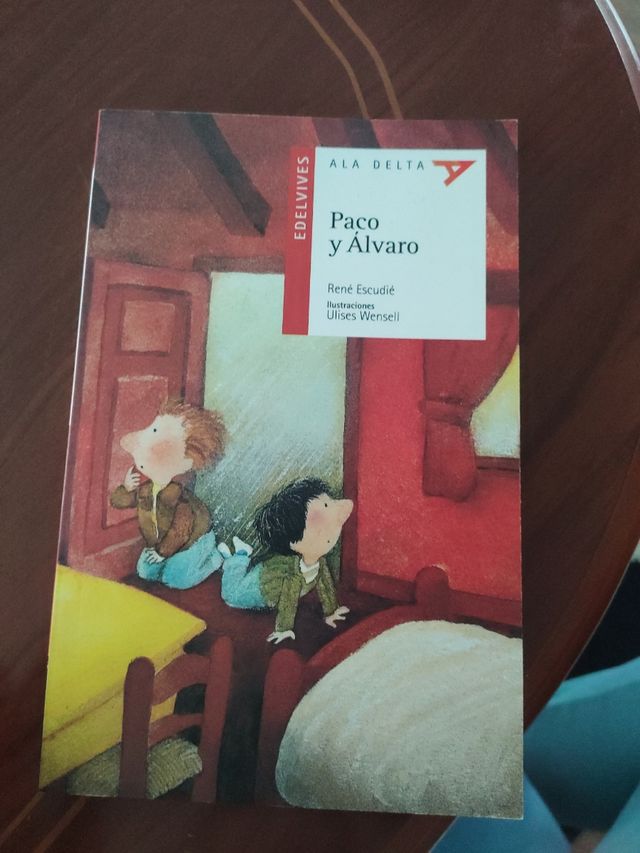 EDELVIVES
ALA DELTA
Paco
y Álvaro
René Escudié
Ilustraciones
Ulises Wensell